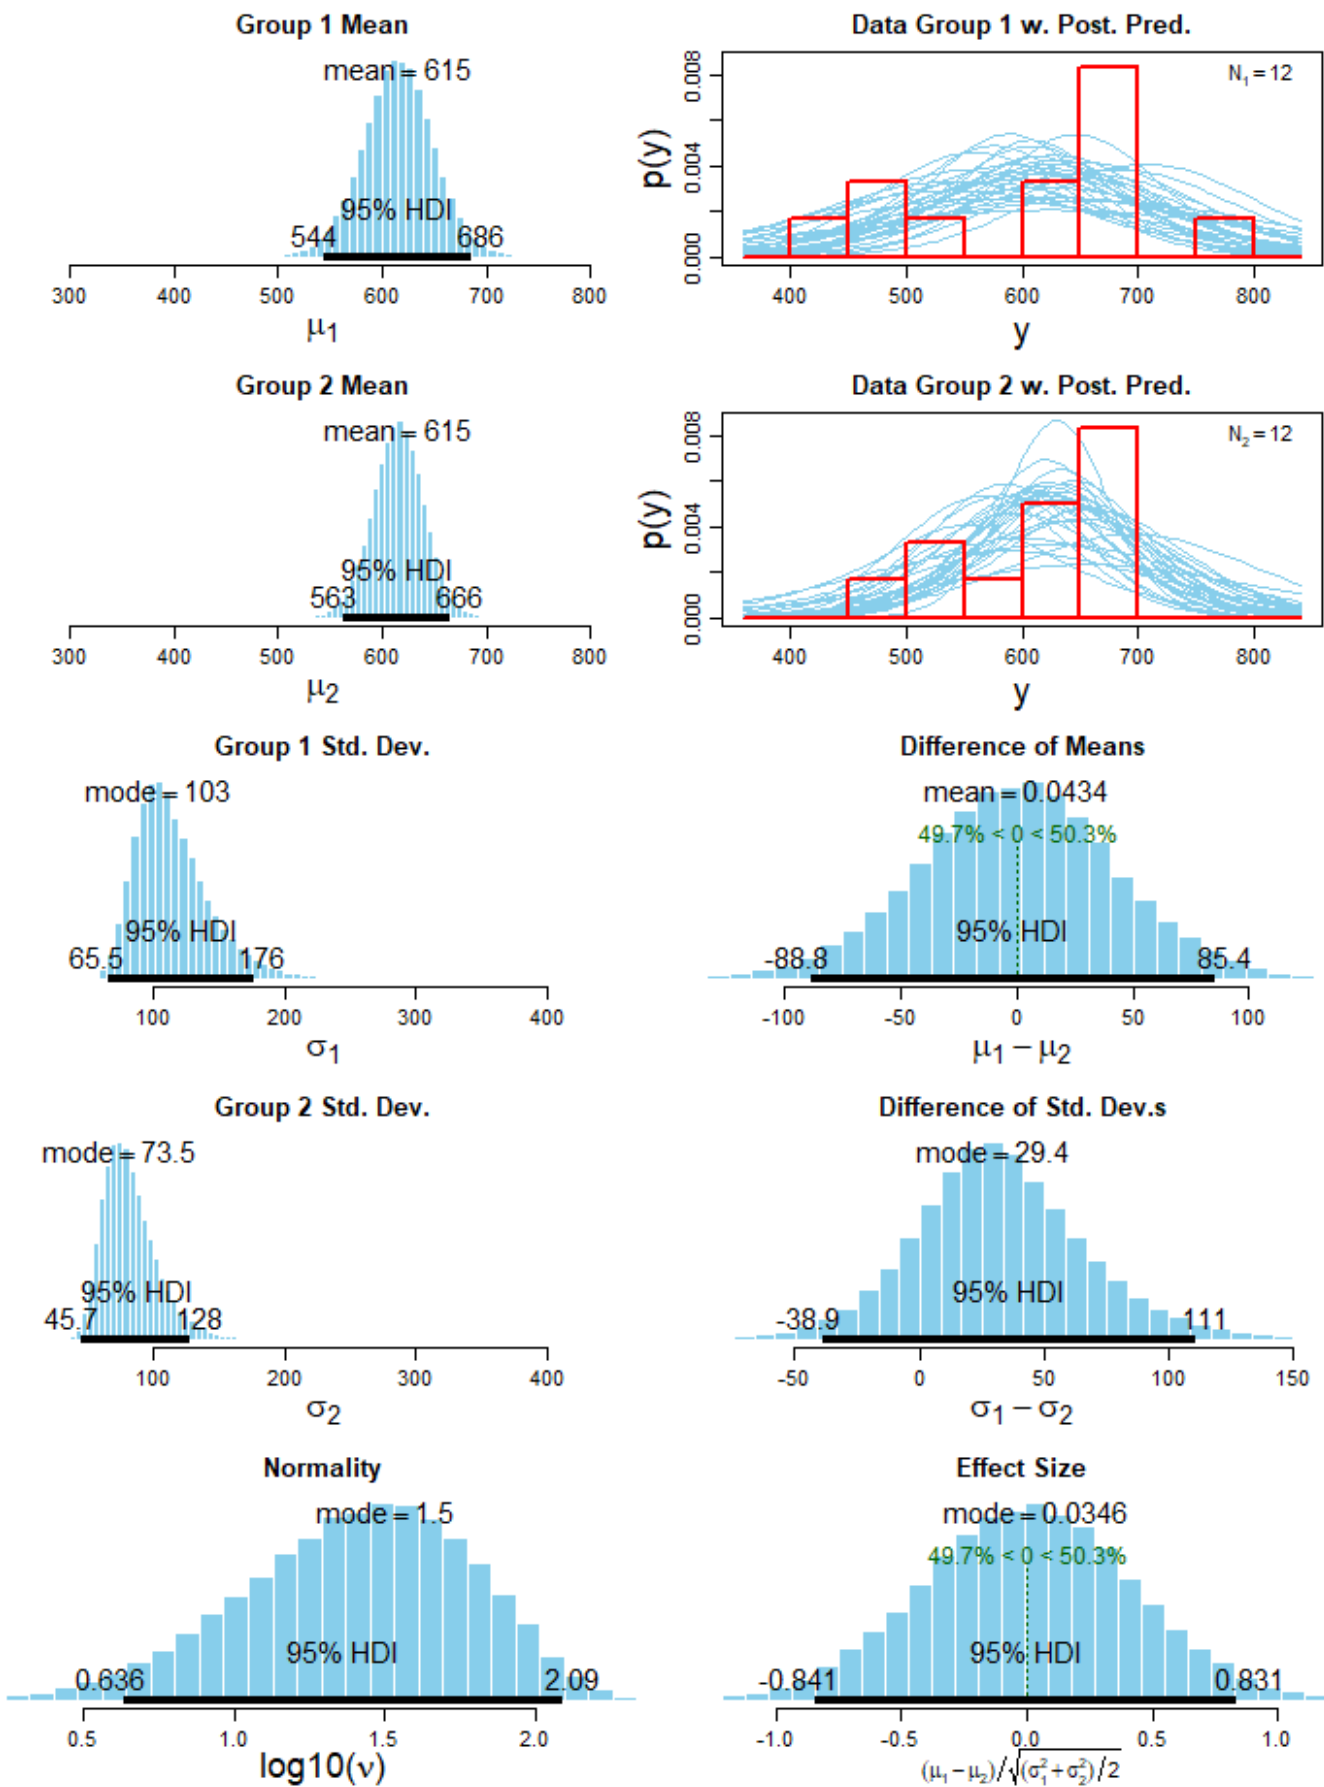 Group 1 Mean
mean = 615
95% HDI
544 686
300 400 500 600 700 800
μ1
Data Group 1 w. Post. Pred.
N1 = 12
p(y)
0.000 0.004 0.008
400 500 600 700 800
y
Group 2 Mean
mean = 615
95% HDI
563 666
300 400 500 600 700 800
μ2
Data Group 2 w. Post. Pred.
N2 = 12
p(y)
0.000 0.004 0.008
400 500 600 700 800
y
Group 1 Std. Dev.
mode = 103
95% HDI
65.5 176
100 200 300 400
σ1
Difference of Means
mean = 0.0434
49.7% < 0 < 50.3%
95% HDI
-88.8 85.4
-100 -50 0 50 100
μ1 − μ2
Group 2 Std. Dev.
mode = 73.5
95% HDI
45.7 128
100 200 300 400
σ2
Difference of Std. Dev.s
mode = 29.4
95% HDI
-38.9 111
-50 0 50 100 150
σ1 − σ2
Normality
mode = 1.5
95% HDI
0.636 2.09
0.5 1.0 1.5 2.0
log10(ν)
Effect Size
mode = 0.0346
49.7% < 0 < 50.3%
95% HDI
-0.841 0.831
-1.0 -0.5 0.0 0.5 1.0
(μ1 − μ2)/√(σ1² + σ2²)/2